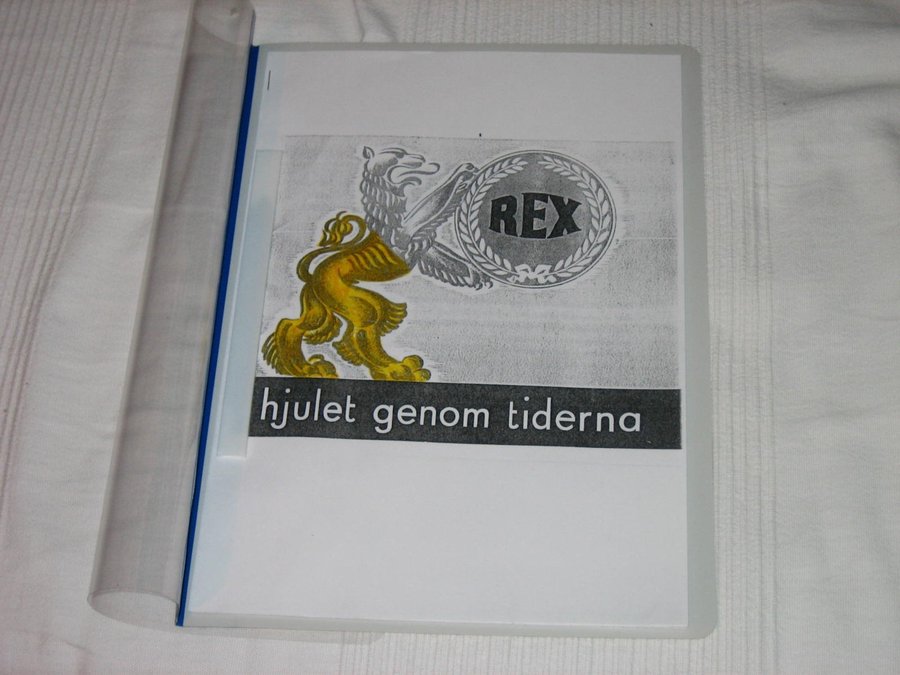 REX
hjulet genom tiderna